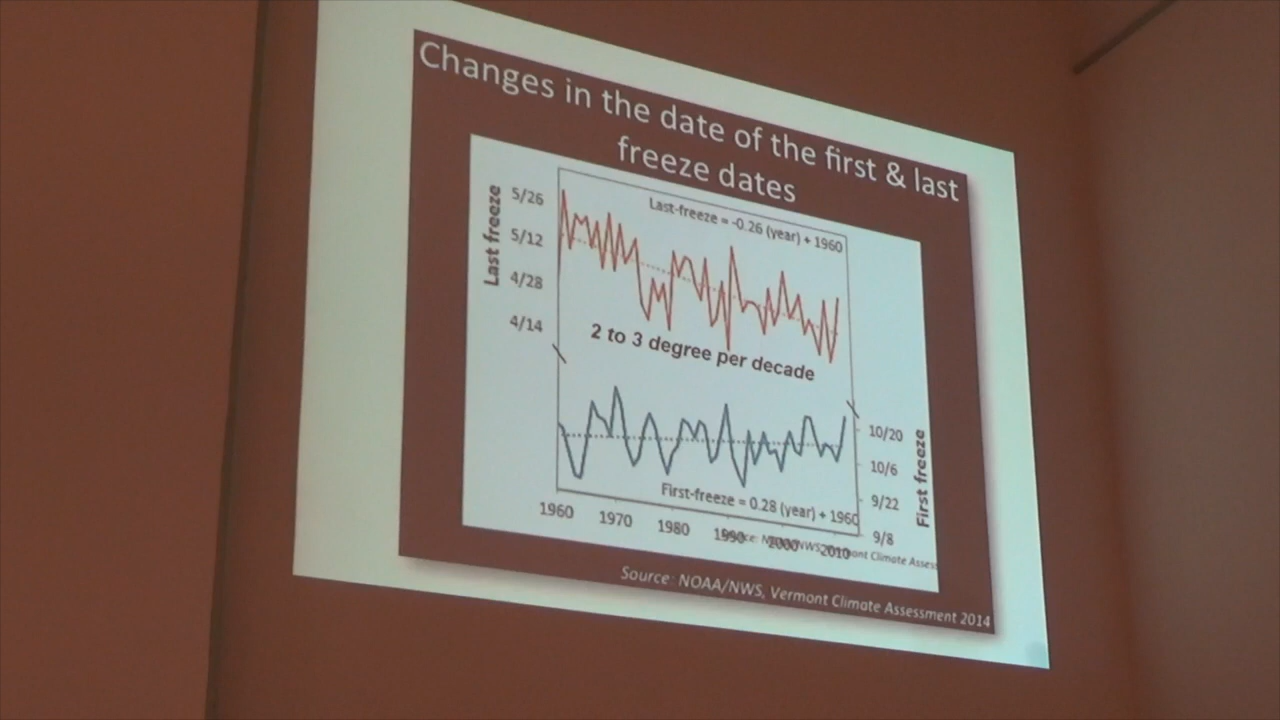 Changes in the date of the first & last
freeze dates
Last freeze
5/26
5/12
4/28
4/14
Last-freeze = -0.26 (year) + 1960
2 to 3 degree per decade
10/20
10/6
9/22
9/8
First freeze
First-freeze = 0.28 (year) + 1960
1960 1970 1980 1990 2000 2010
Climate Assess
Source: NOAA/NWS, Vermont Climate Assessment 2014